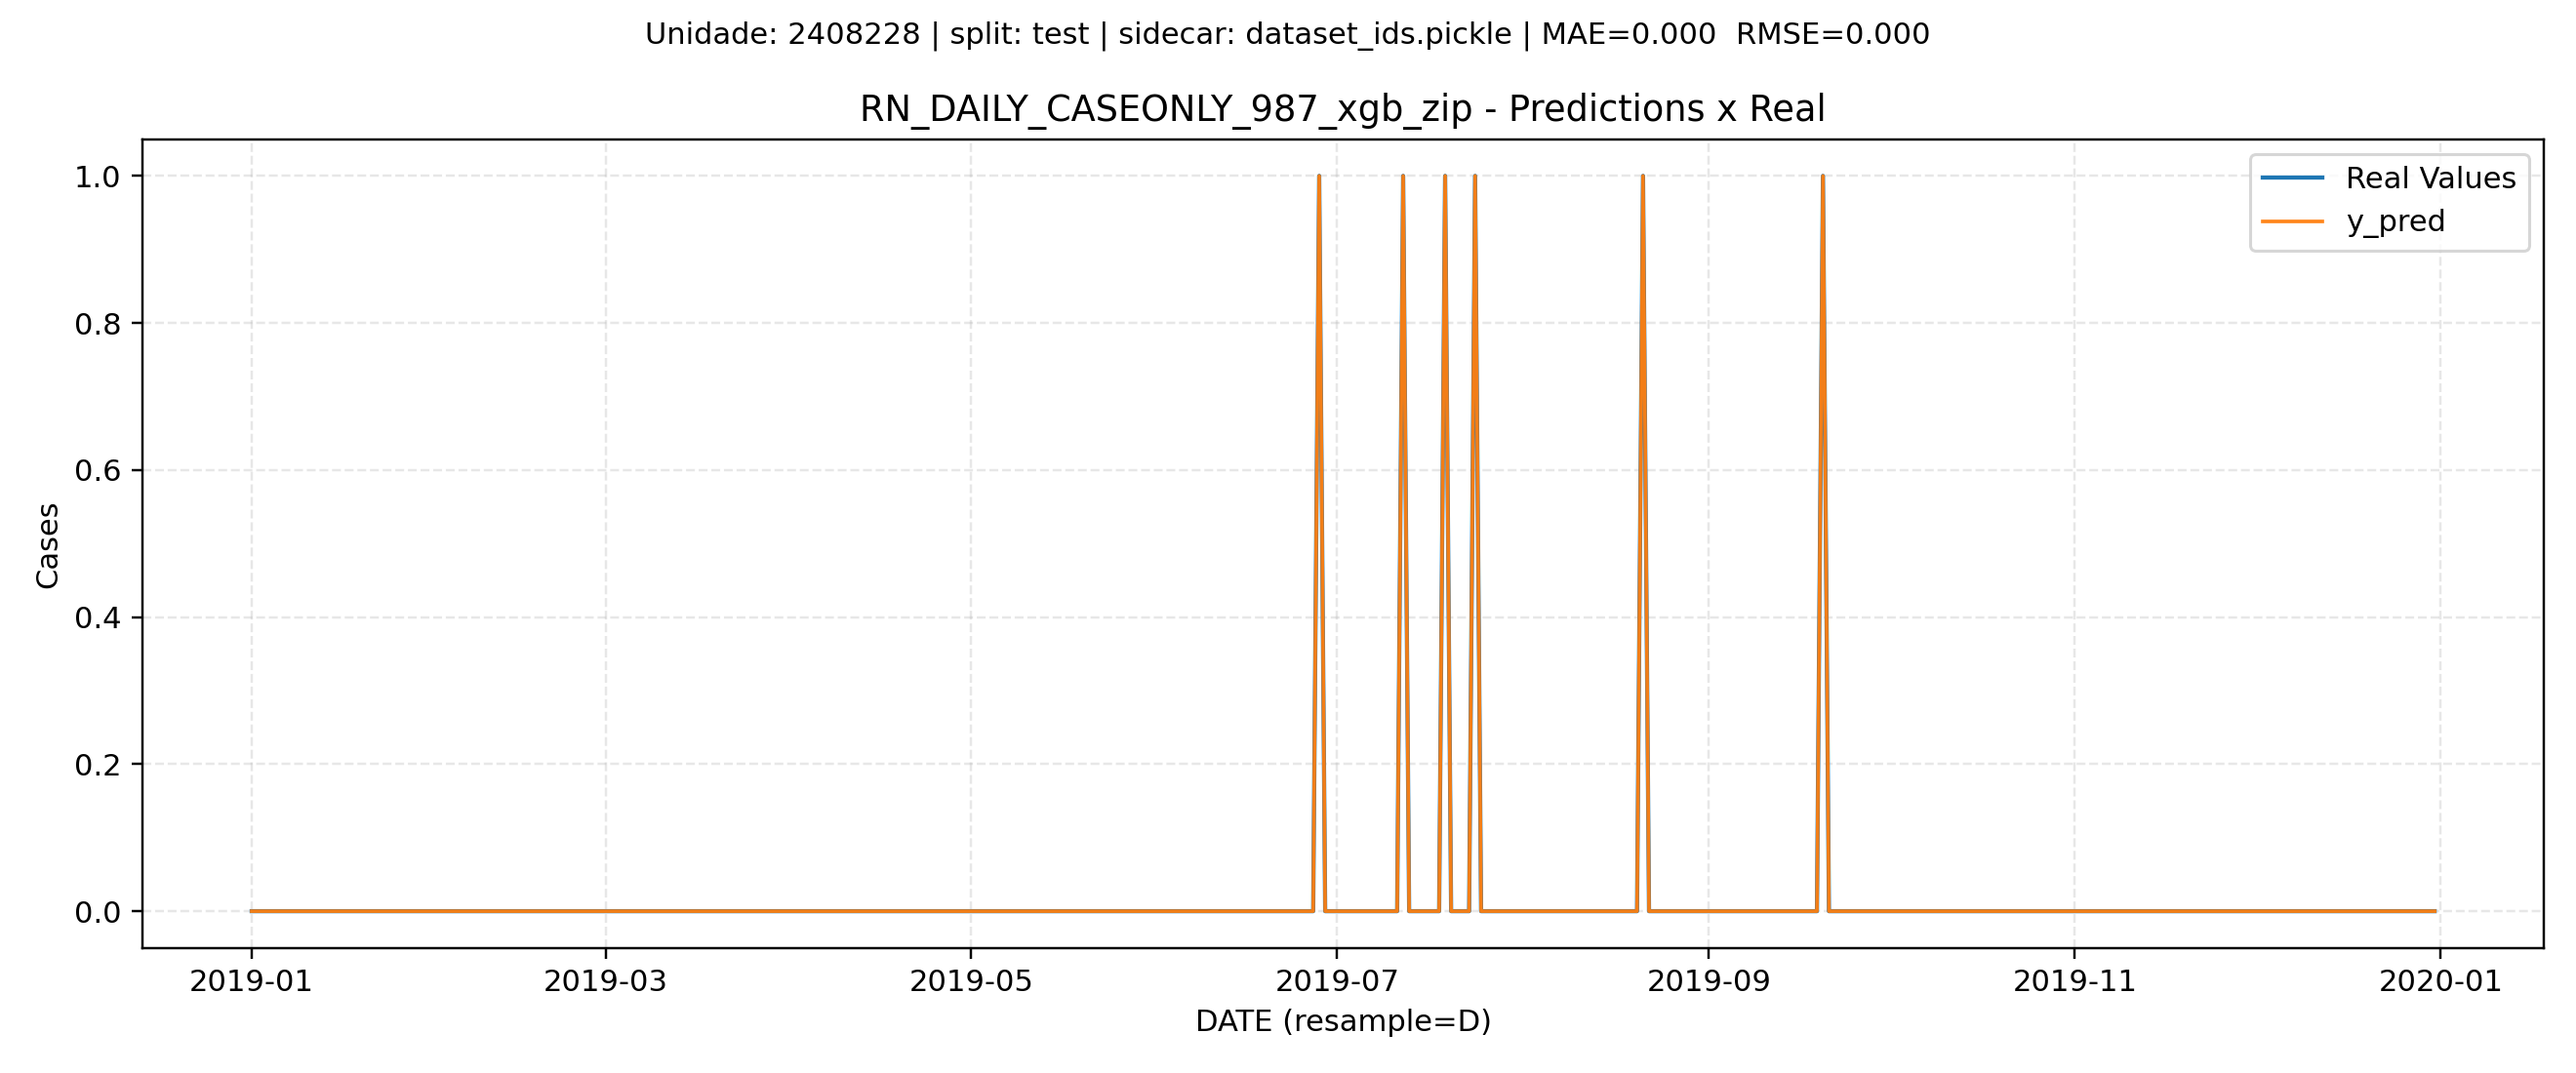 Unidade: 2408228 | split: test | sidecar: dataset_ids.pickle | MAE=0.000  RMSE=0.000
RN_DAILY_CASEONLY_987_xgb_zip - Predictions x Real
Real Values
y_pred
1.0
0.8
0.6
0.4
0.2
0.0
Cases
2019-01 2019-03 2019-05 2019-07 2019-09 2019-11 2020-01
DATE (resample=D)